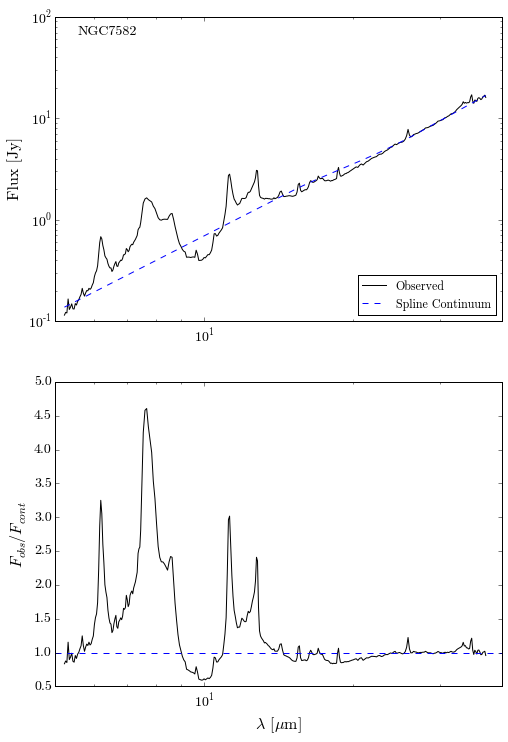 NGC7582
Flux [Jy]
10^2
10^1
10^0
10^-1
Observed
Spline Continuum
10^1
F_obs/F_cont
5.0
4.5
4.0
3.5
3.0
2.5
2.0
1.5
1.0
0.5
10^1
λ [μm]